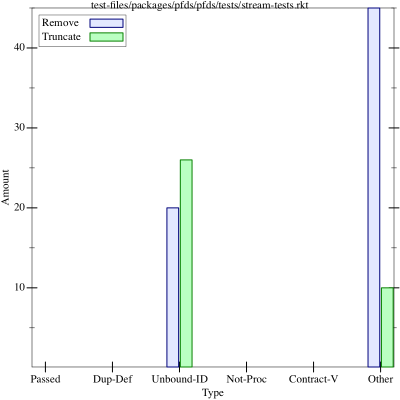 test-files/packages/pfds/pfds/tests/stream-tests.rkt
Remove
Truncate
40
30
20
10
Amount
Passed Dup-Def Unbound-ID Not-Proc Contract-V Other
Type